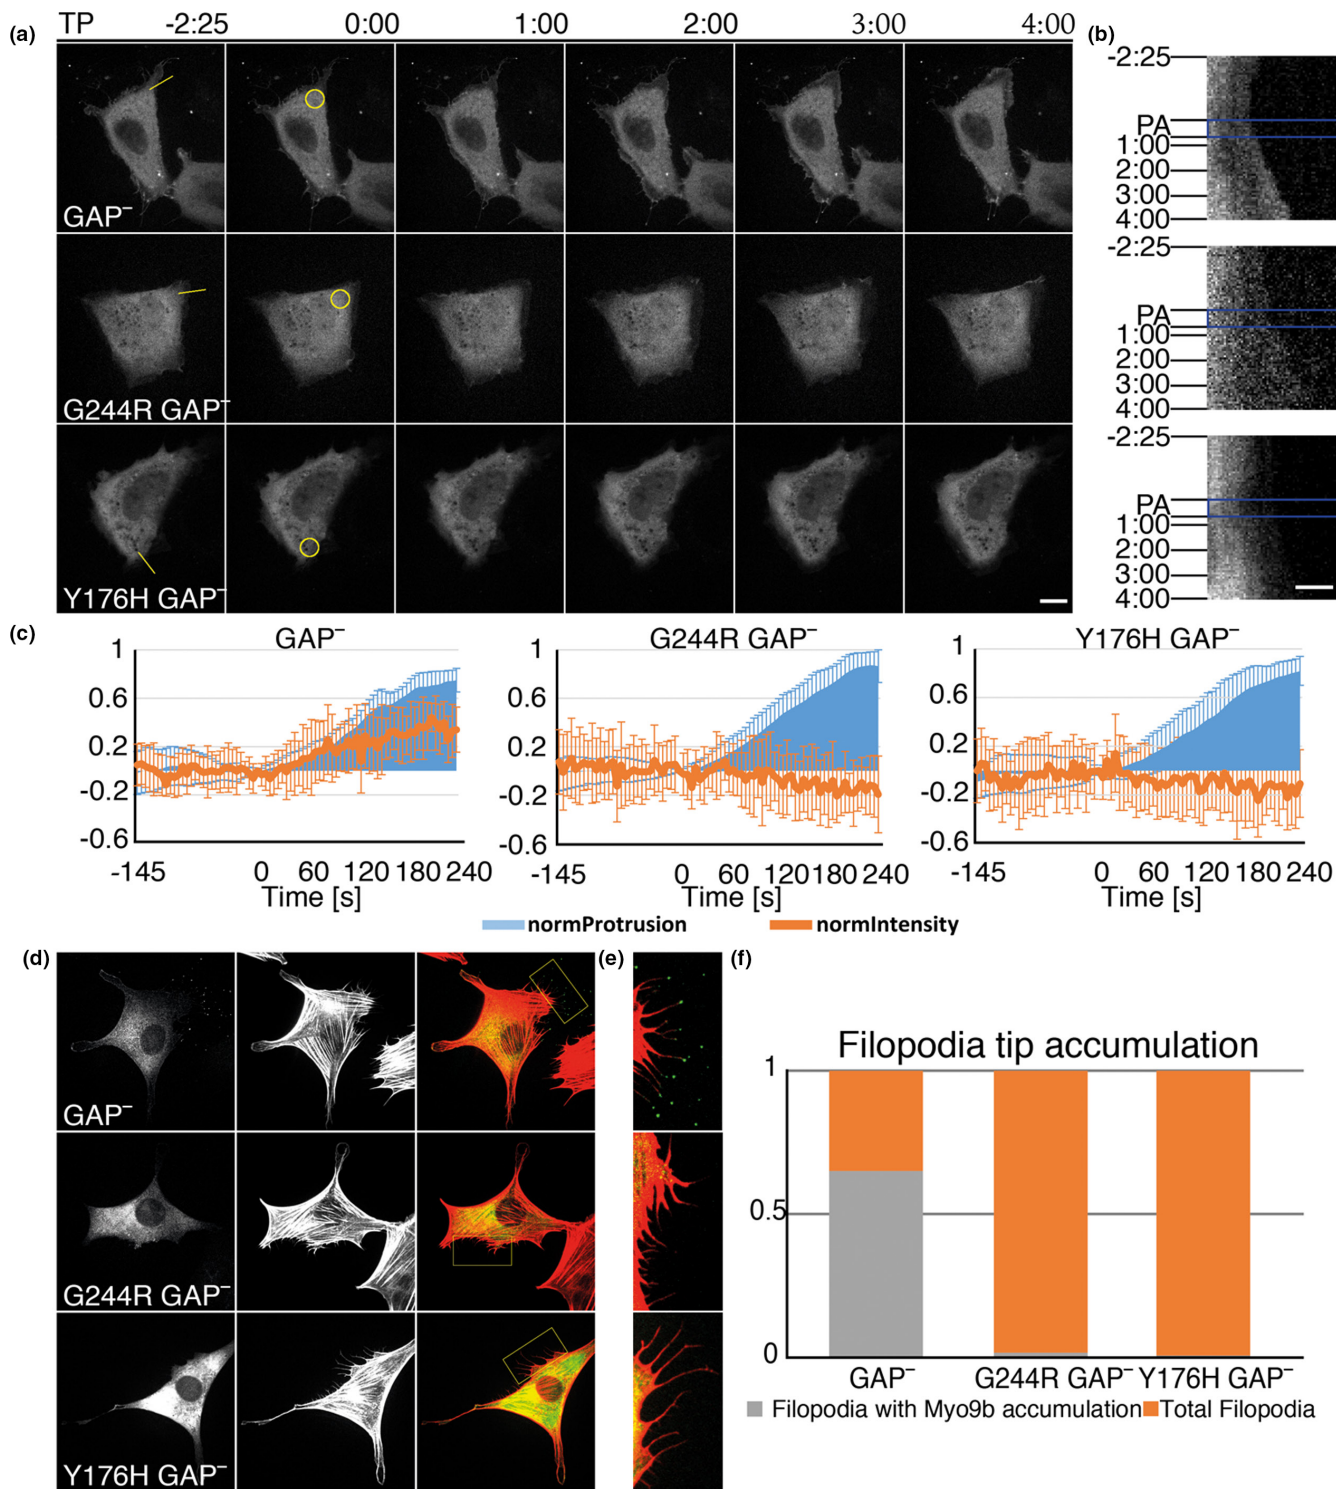 (a)
TP -2:25 0:00 1:00 2:00 3:00 4:00
GAP⁻
G244R GAP⁻
Y176H GAP⁻
(b)
-2:25
PA
1:00
2:00
3:00
4:00
-2:25
PA
1:00
2:00
3:00
4:00
-2:25
PA
1:00
2:00
3:00
4:00
(c)
GAP⁻
1
0.6
0.2
-0.2
-0.6
-145 0 60 120 180 240
Time [s]
G244R GAP⁻
1
0.6
0.2
-0.2
-0.6
-145 0 60 120 180 240
Time [s]
Y176H GAP⁻
1
0.6
0.2
-0.2
-0.6
-145 0 60 120 180 240
Time [s]
normProtrusion normIntensity
(d)
GAP⁻
G244R GAP⁻
Y176H GAP⁻
(e)
(f)
Filopodia tip accumulation
1
0.5
0
GAP⁻ G244R GAP⁻ Y176H GAP⁻
Filopodia with Myo9b accumulation Total Filopodia